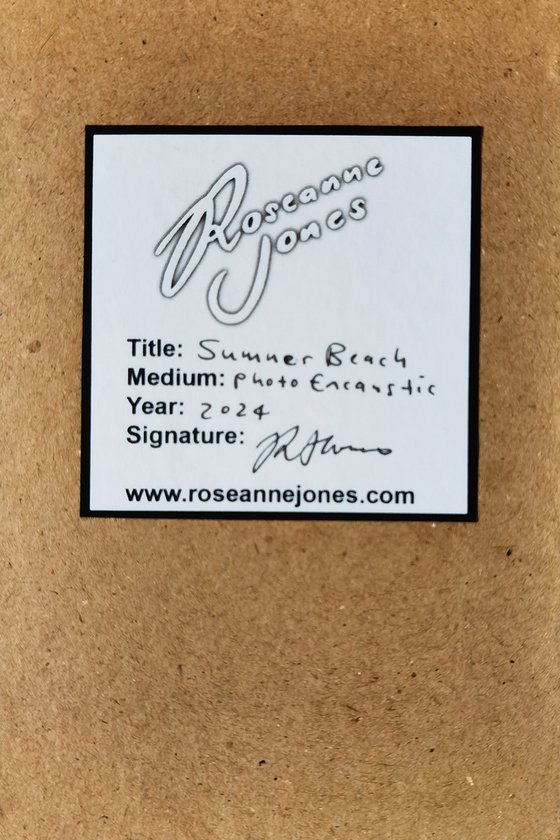 Roseanne
Jones
Title: Sumner Beach
Medium: Photo Encaustic
Year: 2024
Signature:
www.roseannejones.com